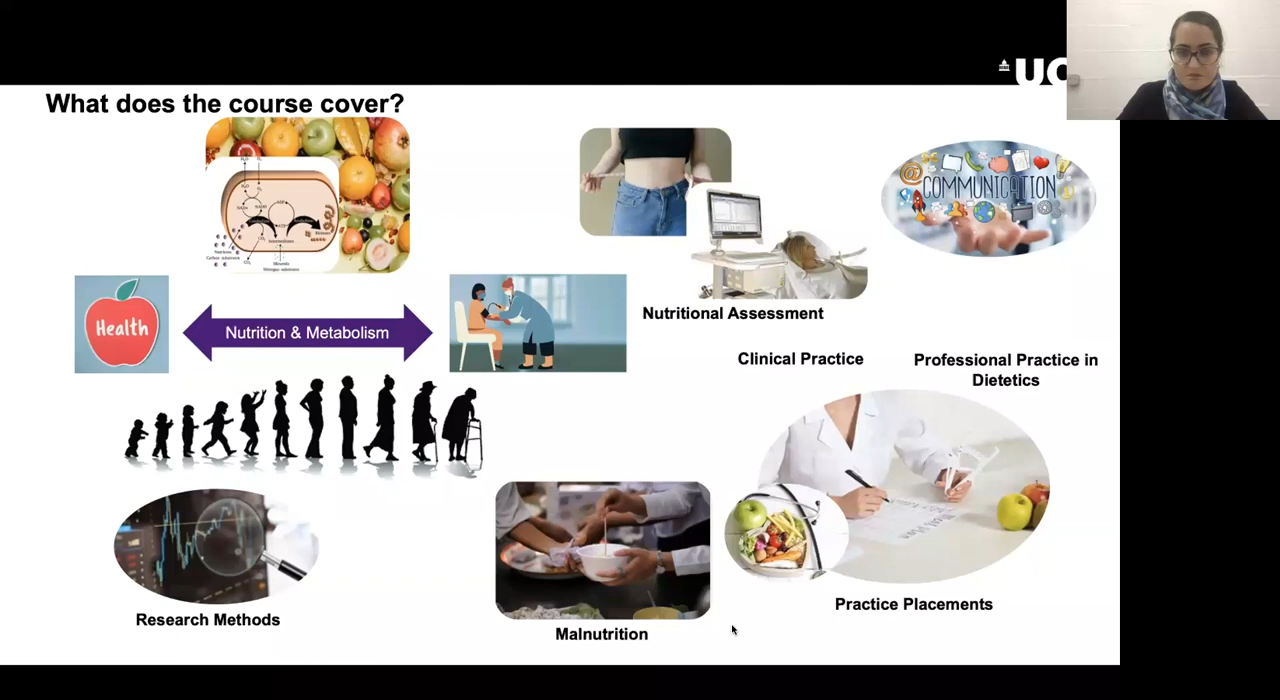 UC
What does the course cover?
COMMUNICATION
Health
Nutrition & Metabolism
Nutritional Assessment
Clinical Practice
Professional Practice in
Dietetics
Research Methods
Malnutrition
Practice Placements